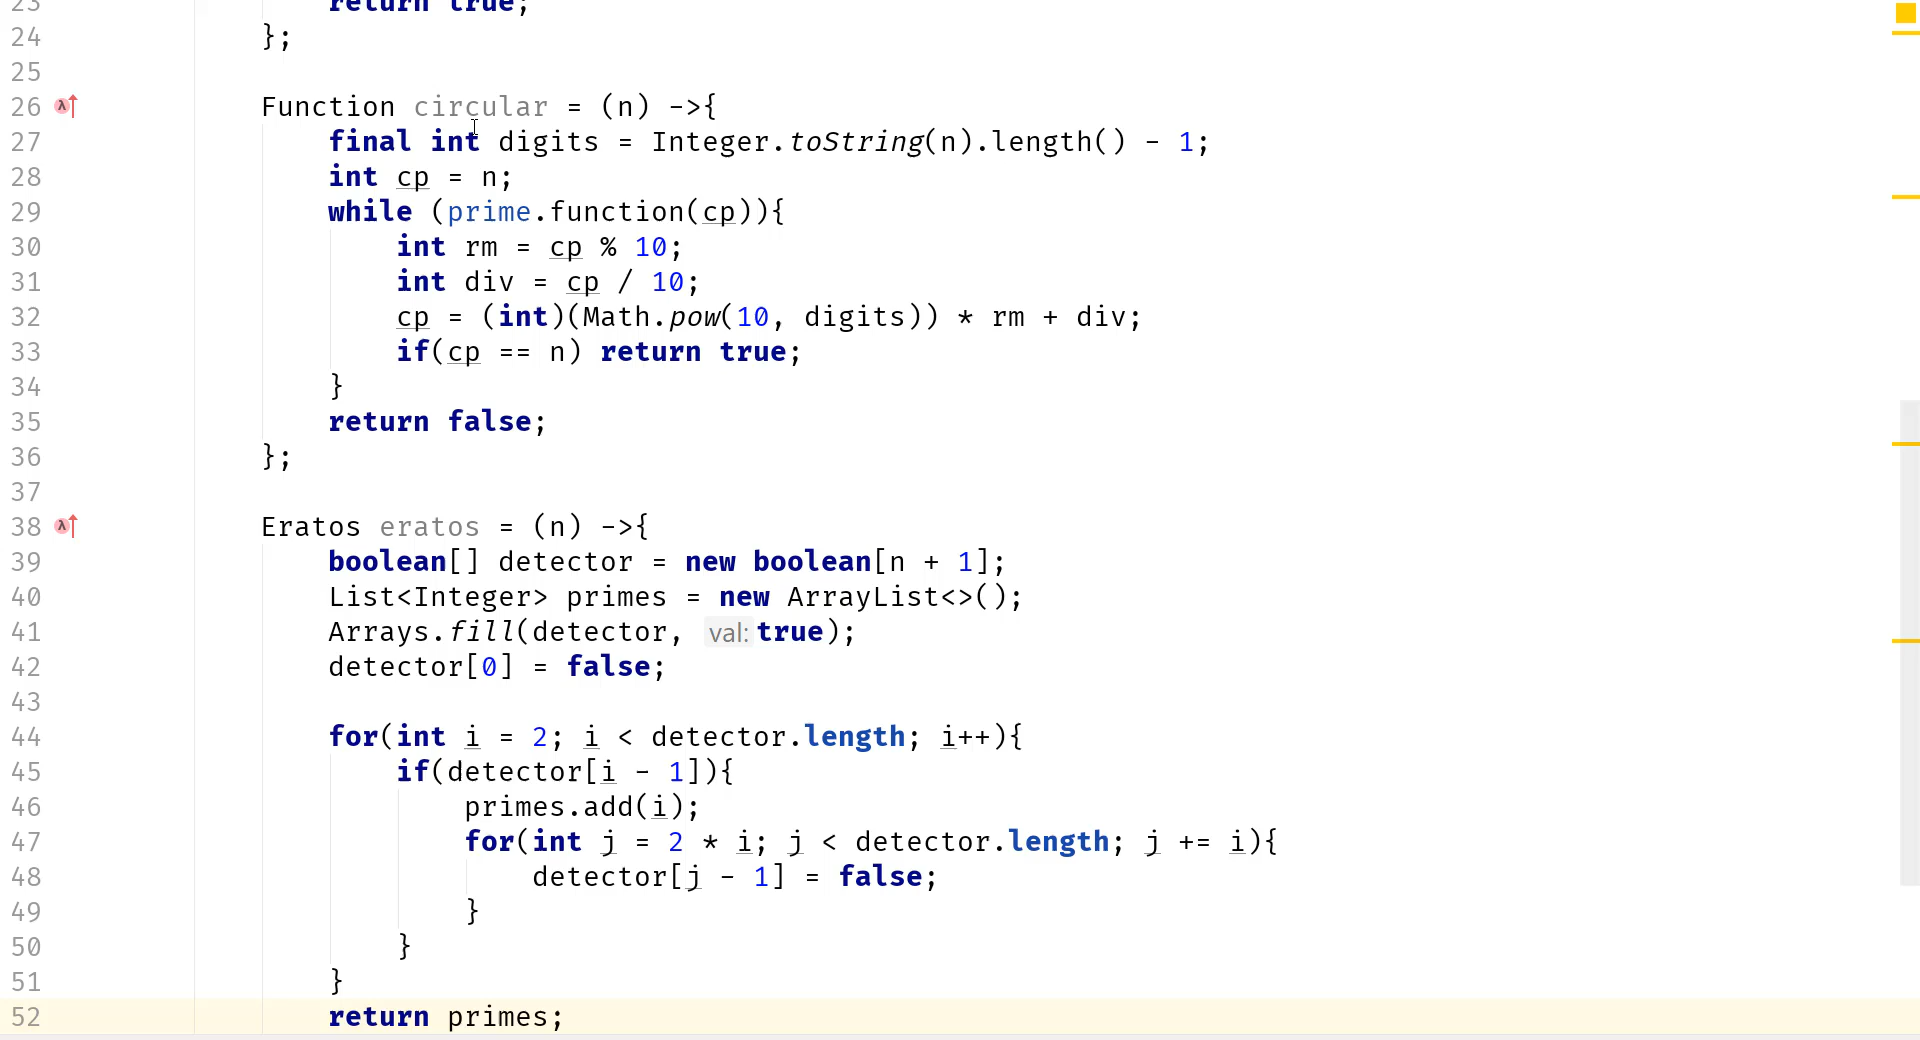 23 return true;
24 };
25
26 Function circular = (n) ->{
27 final int digits = Integer.toString(n).length() - 1;
28 int cp = n;
29 while (prime.function(cp)){
30 int rm = cp % 10;
31 int div = cp / 10;
32 cp = (int)(Math.pow(10, digits)) * rm + div;
33 if(cp == n) return true;
34 }
35 return false;
36 };
37
38 Eratos eratos = (n) ->{
39 boolean[] detector = new boolean[n + 1];
40 List<Integer> primes = new ArrayList<>();
41 Arrays.fill(detector, val: true);
42 detector[0] = false;
43
44 for(int i = 2; i < detector.length; i++){
45 if(detector[i - 1]){
46 primes.add(i);
47 for(int j = 2 * i; j < detector.length; j += i){
48 detector[j - 1] = false;
49 }
50 }
51 }
52 return primes;